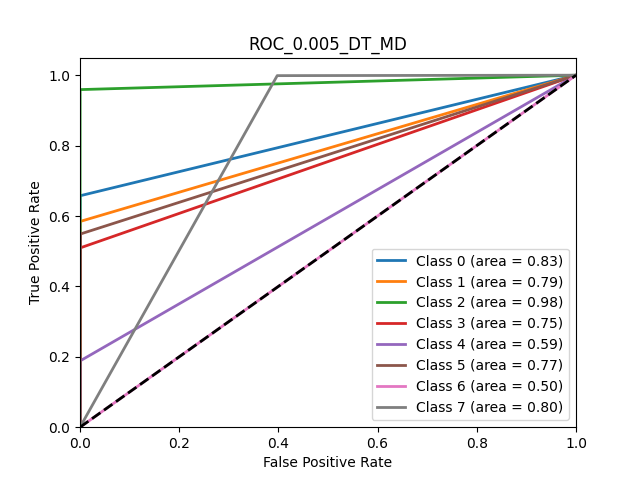 ROC_0.005_DT_MD
True Positive Rate
1.0
0.8
0.6
0.4
0.2
0.0
Class 0 (area = 0.83)
Class 1 (area = 0.79)
Class 2 (area = 0.98)
Class 3 (area = 0.75)
Class 4 (area = 0.59)
Class 5 (area = 0.77)
Class 6 (area = 0.50)
Class 7 (area = 0.80)
0.0 0.2 0.4 0.6 0.8 1.0
False Positive Rate